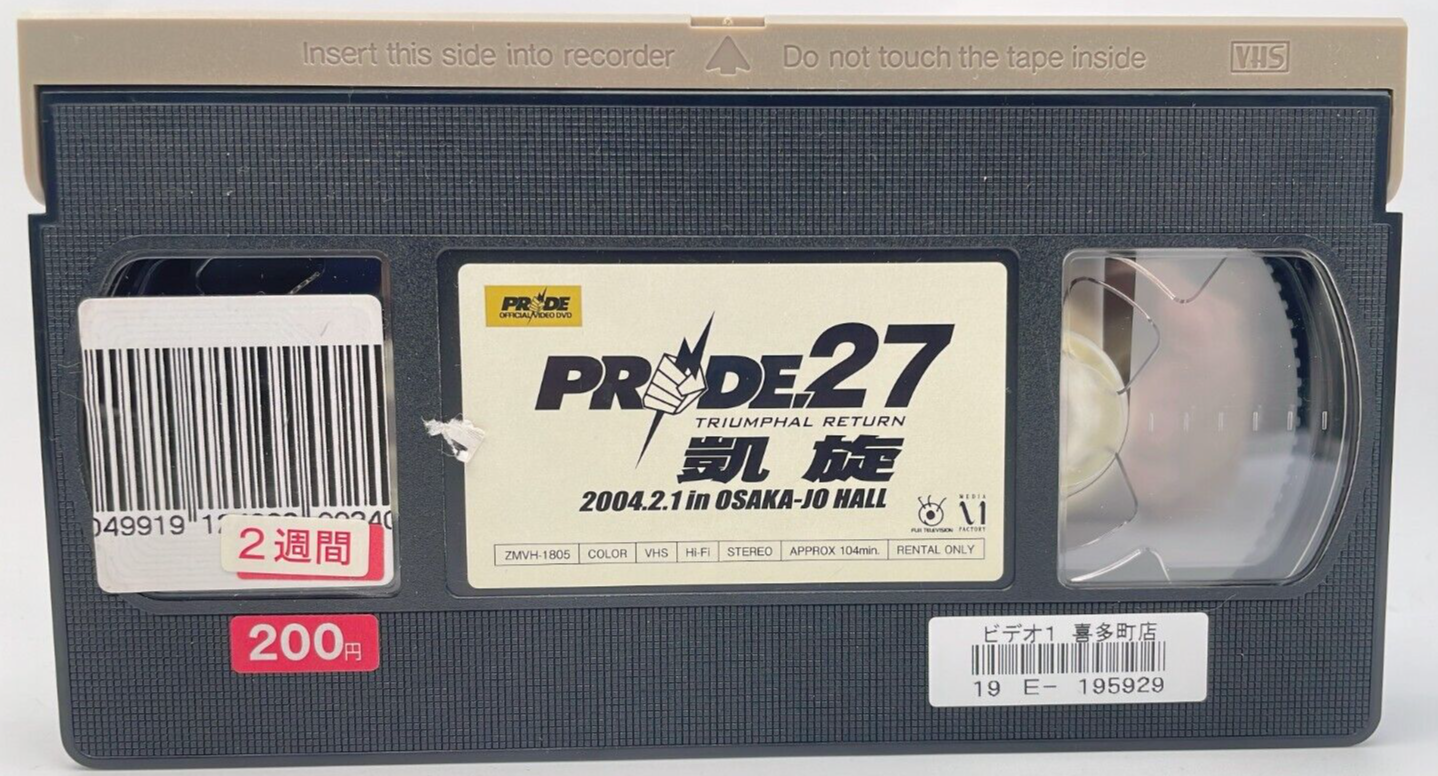 Insert this side into recorder Do not touch the tape inside VHS
PRIDE
OFFICIAL VIDEO DVD
PRIDE.27
TRIUMPHAL RETURN
凱旋
2004.2.1 in OSAKA-JO HALL
FUJI TELEVISION
MEDIA
FACTORY
ZMVH-1805 COLOR VHS Hi-Fi STEREO APPROX 104min. RENTAL ONLY
2週間
200円
ビデオ1 喜多町店
19 E- 195929